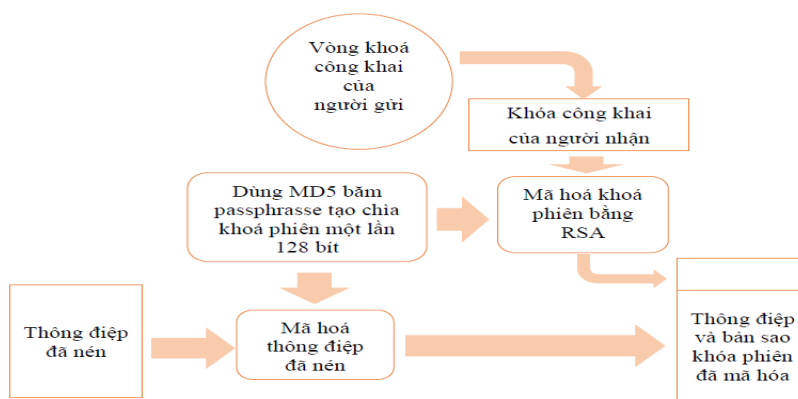 Vòng khoá
công khai
của
người gửi
Khóa công khai
của người nhận
Dùng MD5 băm
passphrasse tạo chìa
khoá phiên một lần
128 bít
Mã hoá khoá
phiên bằng
RSA
Thông điệp
đã nén
Mã hoá
thông điệp
đã nén
Thông điệp
và bản sao
khóa phiên
đã mã hóa